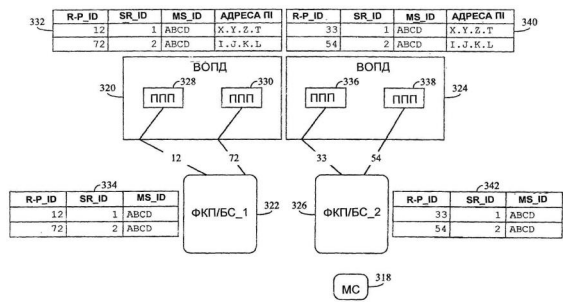 332
R-P_ID SR_ID MS_ID АДРЕСА ПІ
12 1 ABCD X.Y.Z.T
72 2 ABCD I.J.K.L
R-P_ID SR_ID MS_ID АДРЕСА ПІ
33 1 ABCD X.Y.Z.T
54 2 ABCD I.J.K.L
340
320
ВОПД
328
330
ППП
ППП
ВОПД
336
338
ППП
ППП
324
12
72
33
54
334
R-P_ID SR_ID MS_ID
12 1 ABCD
72 2 ABCD
ФКП/БС_1
322
326
ФКП/БС_2
342
R-P_ID SR_ID MS_ID
33 1 ABCD
54 2 ABCD
МС
318